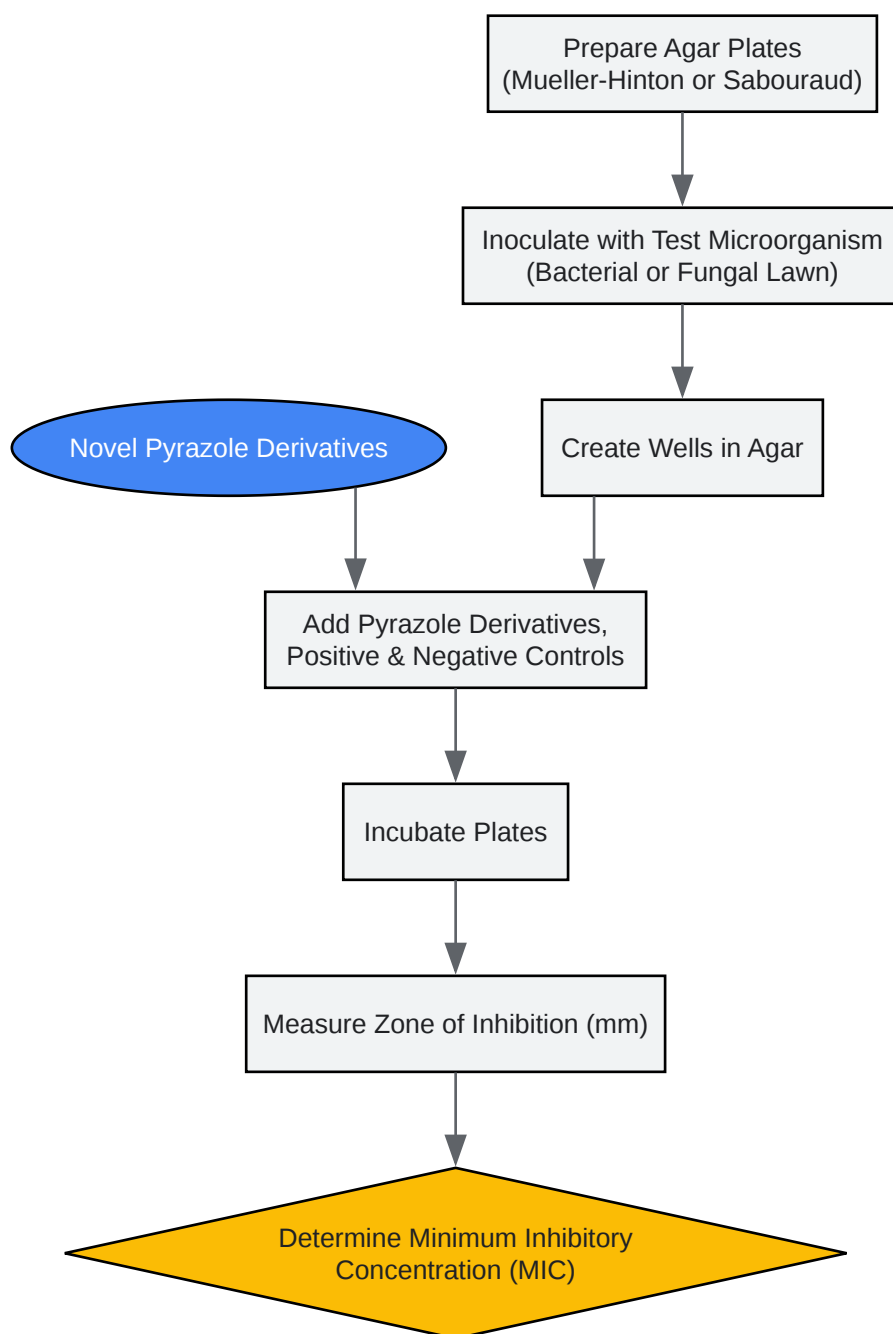 Prepare Agar Plates
(Mueller-Hinton or Sabouraud)
Inoculate with Test Microorganism
(Bacterial or Fungal Lawn)
Novel Pyrazole Derivatives
Create Wells in Agar
Add Pyrazole Derivatives,
Positive & Negative Controls
Incubate Plates
Measure Zone of Inhibition (mm)
Determine Minimum Inhibitory
Concentration (MIC)